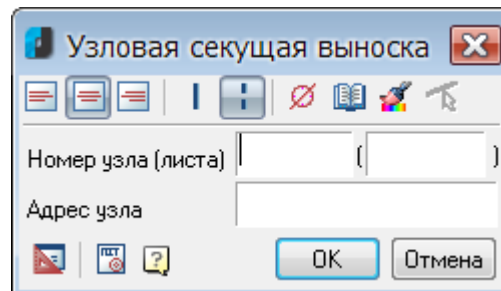 Узловая секущая выноска
Номер узла (листа) ( )
Адрес узла
OK Отмена